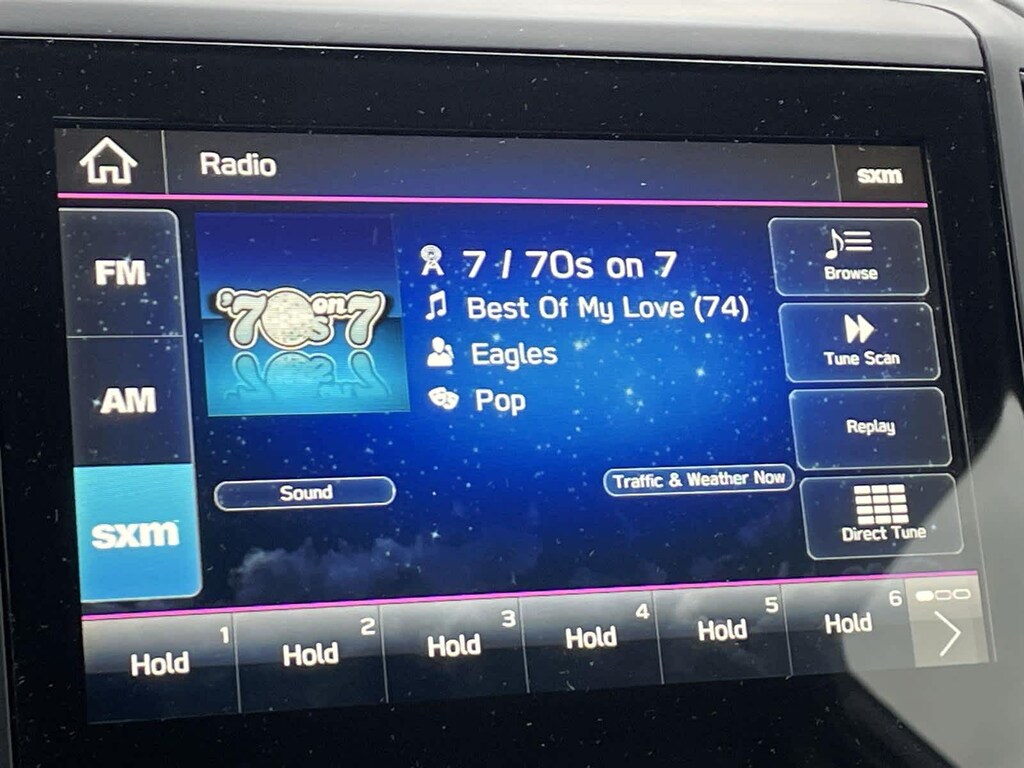 Radio
sxm
FM
AM
sxm
'70s on 7
7 / 70s on 7
Best Of My Love (74)
Eagles
Pop
Browse
Tune Scan
Replay
Direct Tune
Sound
Traffic & Weather Now
1
Hold
2
Hold
3
Hold
4
Hold
5
Hold
6
Hold